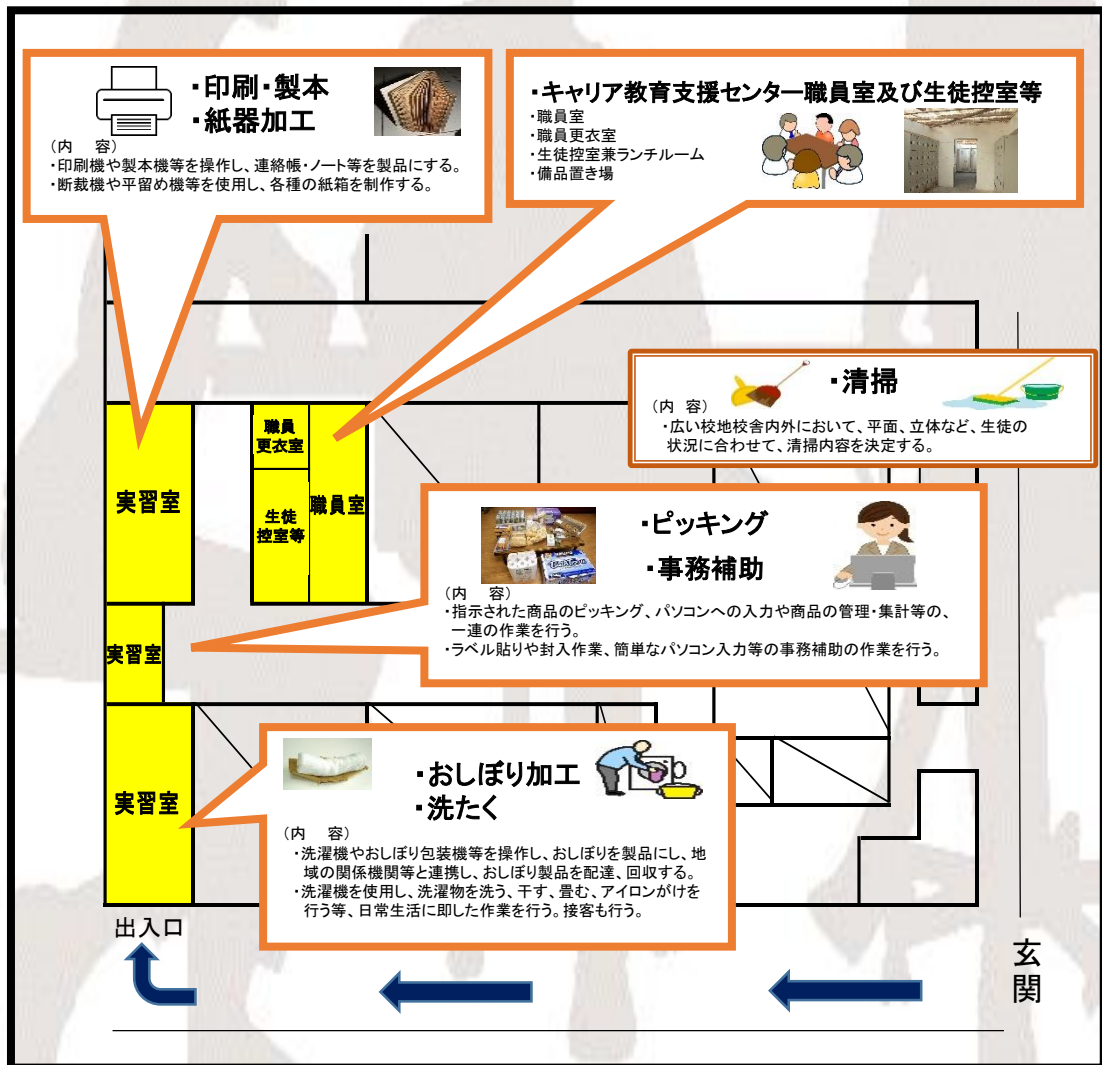 ・印刷・製本
・紙器加工
(内　容)
・印刷機や製本機等を操作し、連絡帳・ノート等を製品にする。
・断裁機や平留め機等を使用し、各種の紙箱を制作する。
・キャリア教育支援センター職員室及び生徒控室等
・職員室
・職員更衣室
・生徒控室兼ランチルーム
・備品置き場
・清掃
(内 容)
・広い校地校舎内外において、平面、立体など、生徒の
状況に合わせて、清掃内容を決定する。
実習室
職員
更衣室
生徒
控室等
職員室
・ピッキング
・事務補助
(内　容)
・指示された商品のピッキング、パソコンへの入力や商品の管理・集計等の、
一連の作業を行う。
・ラベル貼りや封入作業、簡単なパソコン入力等の事務補助の作業を行う。
実習室
実習室
・おしぼり加工
・洗たく
(内　容)
・洗濯機やおしぼり包装機等を操作し、おしぼりを製品にし、地
域の関係機関等と連携し、おしぼり製品を配達、回収する。
・洗濯機を使用し、洗濯物を洗う、干す、畳む、アイロンがけを
行う等、日常生活に即した作業を行う。接客も行う。
出入口
玄関